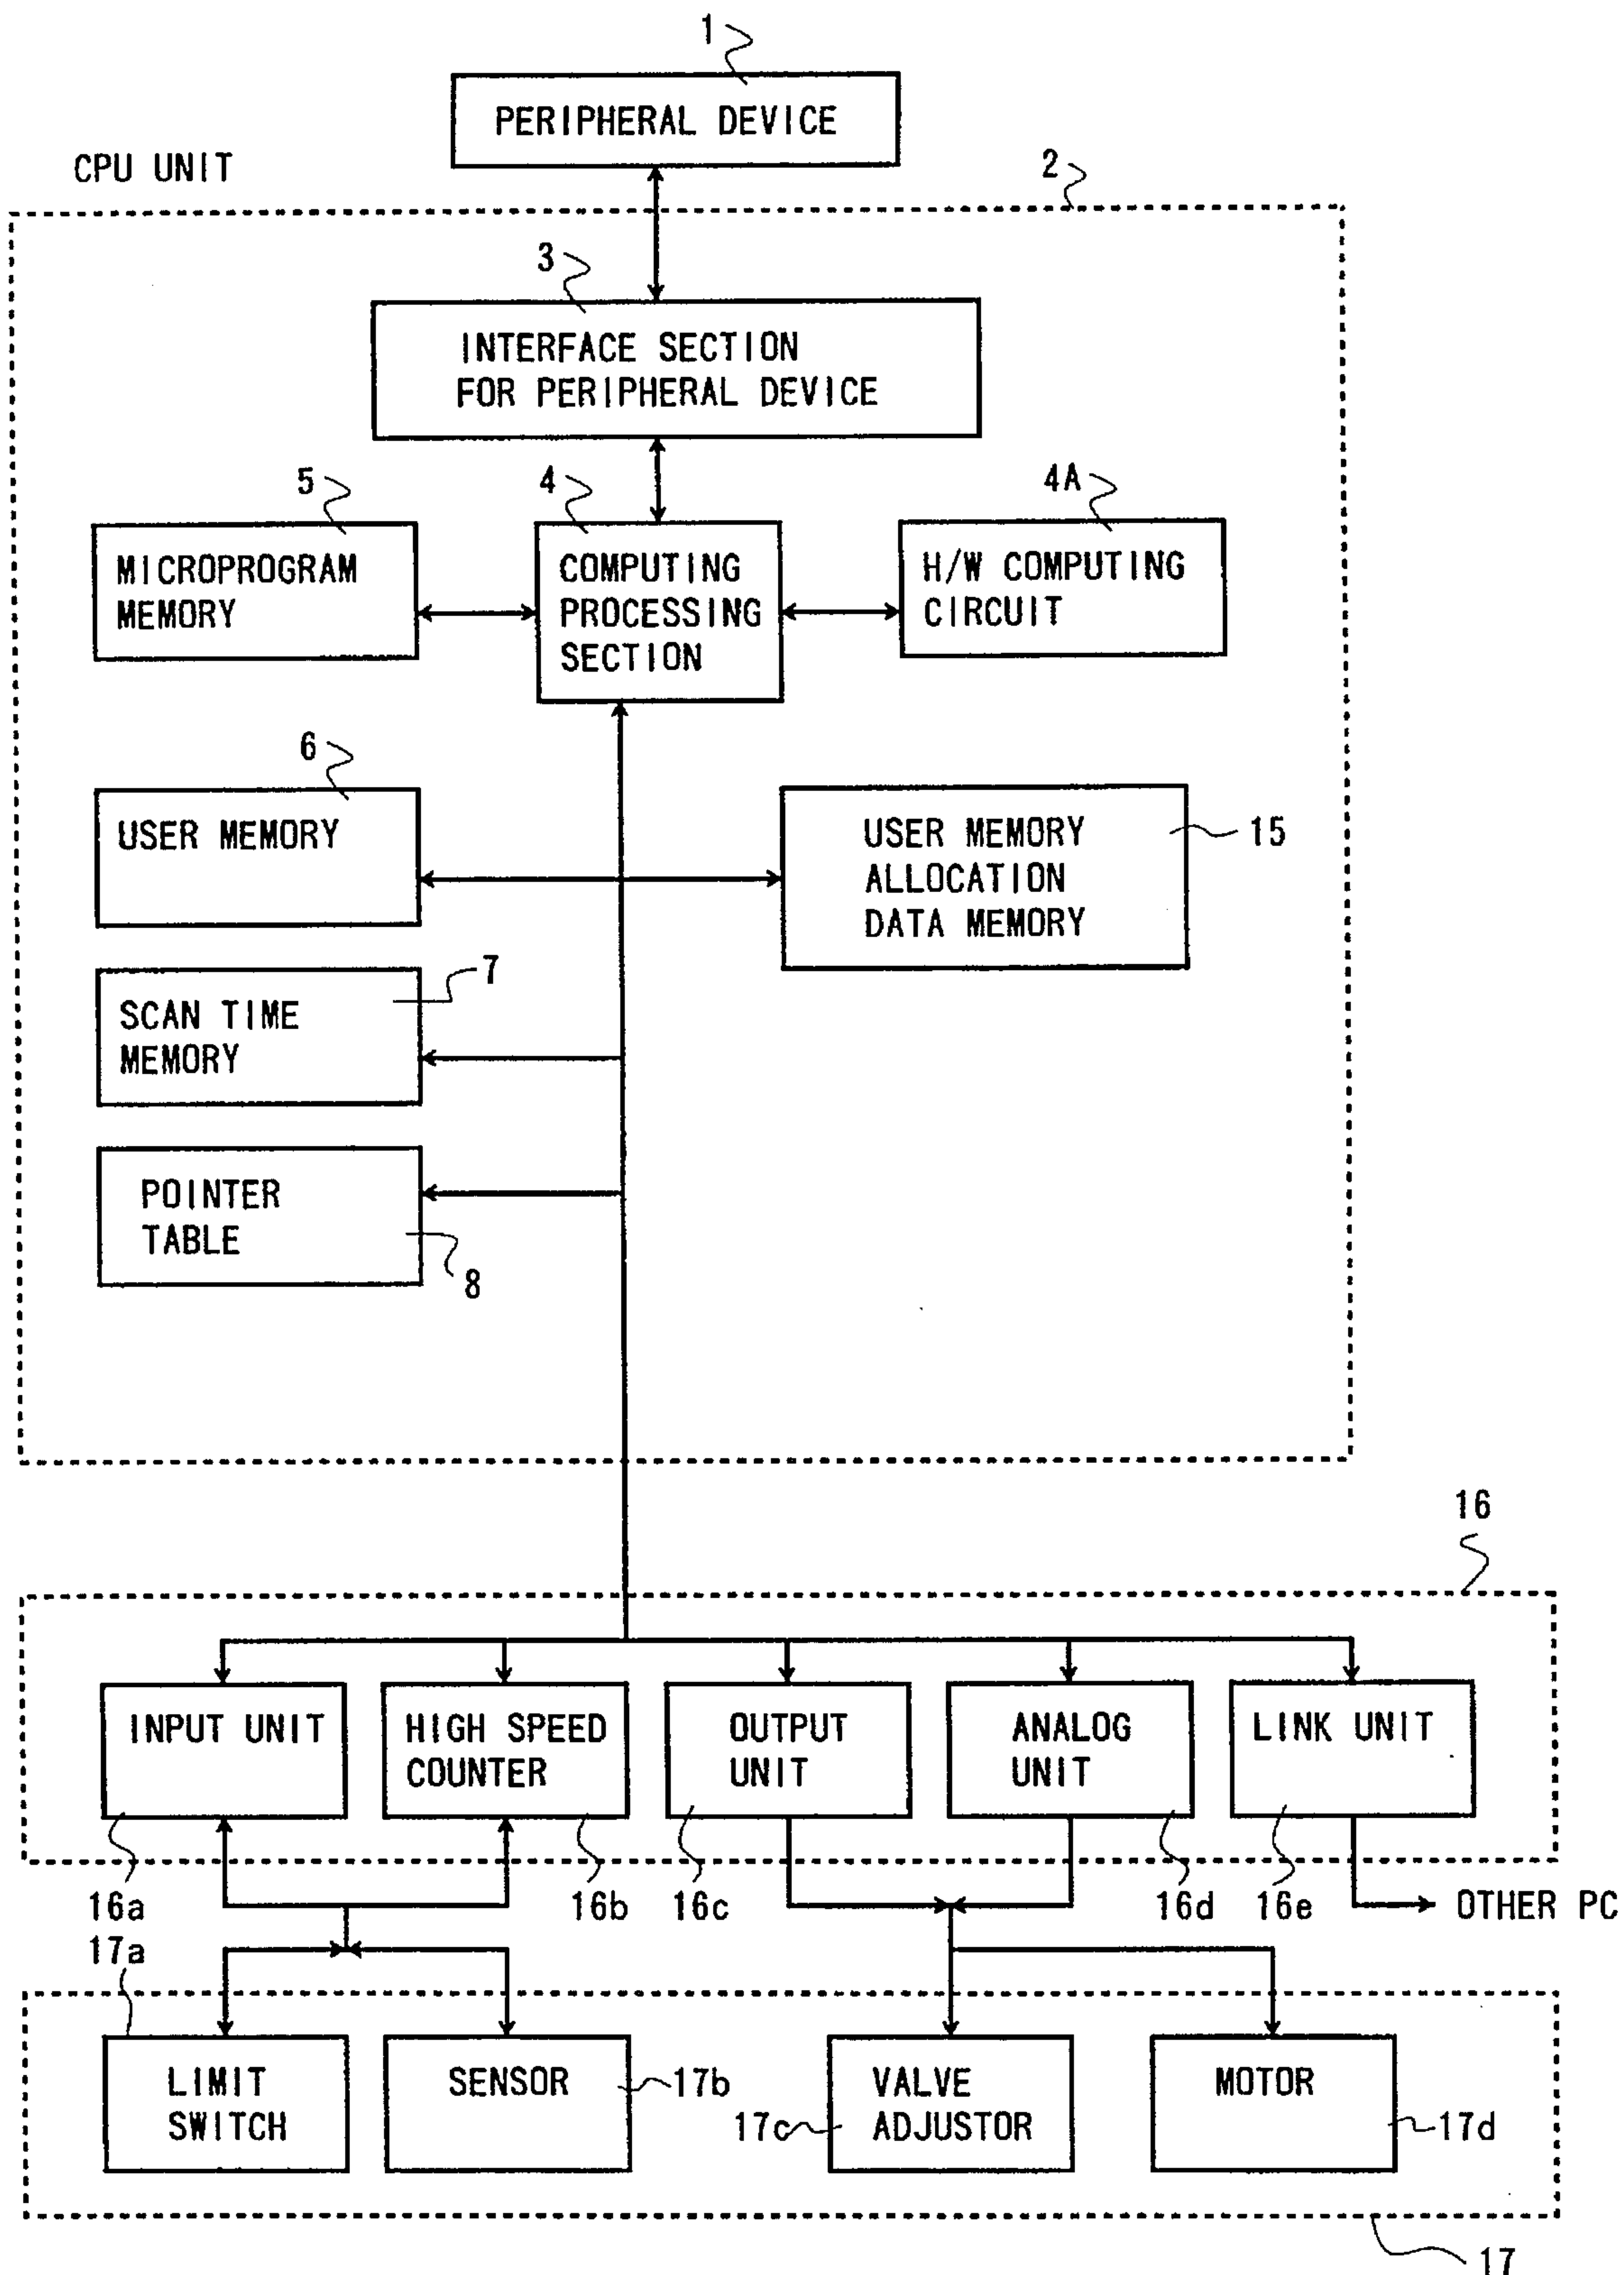 1
PERIPHERAL DEVICE
CPU UNIT
2
3
INTERFACE SECTION
FOR PERIPHERAL DEVICE
5
4
4A
MICROPROGRAM
MEMORY
COMPUTING
PROCESSING
SECTION
H/W COMPUTING
CIRCUIT
6
USER MEMORY
USER MEMORY
ALLOCATION
DATA MEMORY
15
7
SCAN TIME
MEMORY
POINTER
TABLE
8
16
INPUT UNIT
HIGH SPEED
COUNTER
OUTPUT
UNIT
ANALOG
UNIT
LINK UNIT
16a
16b
16c
16d
16e
OTHER PC
17a
LIMIT
SWITCH
SENSOR
17b
17c
VALVE
ADJUSTOR
MOTOR
17d
17